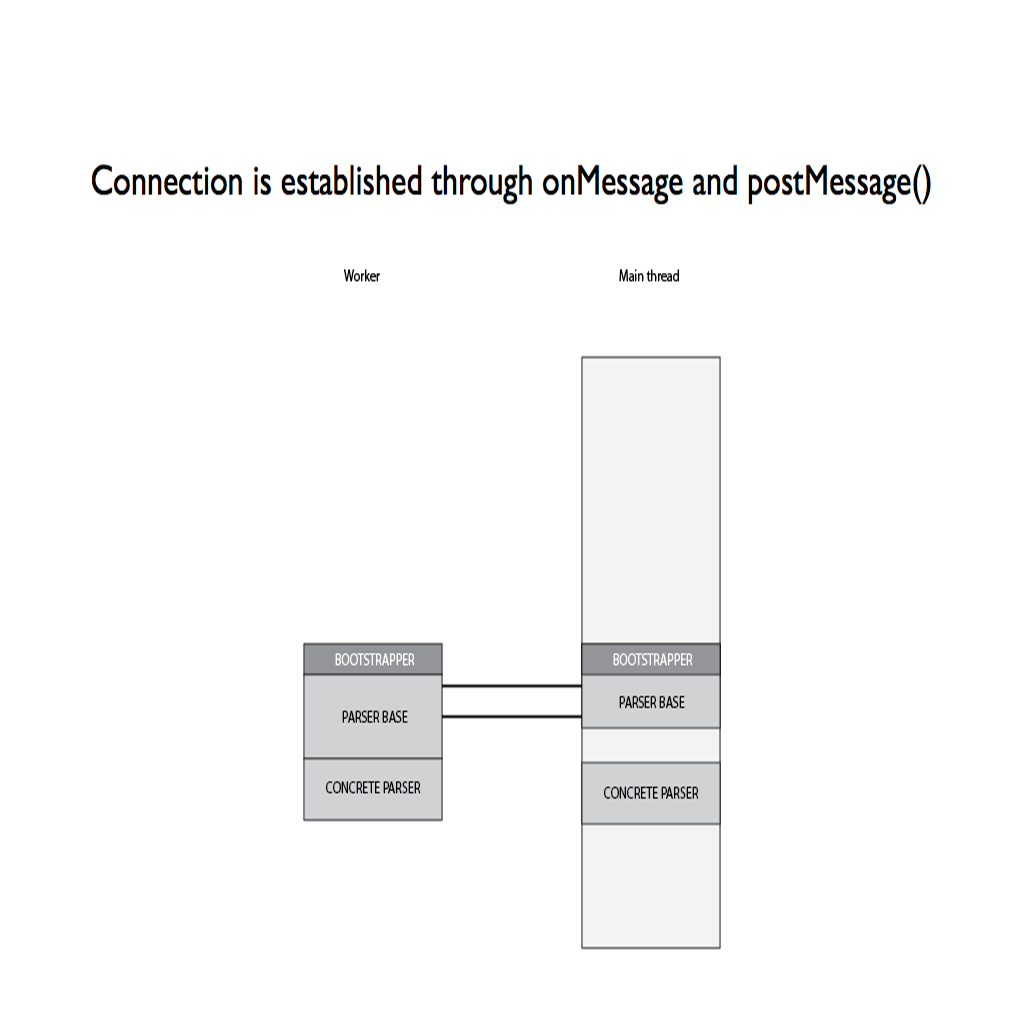 Connection is established through onMessage and postMessage()
Worker
Main thread
BOOTSTRAPPER
PARSER BASE
CONCRETE PARSER
BOOTSTRAPPER
PARSER BASE
CONCRETE PARSER